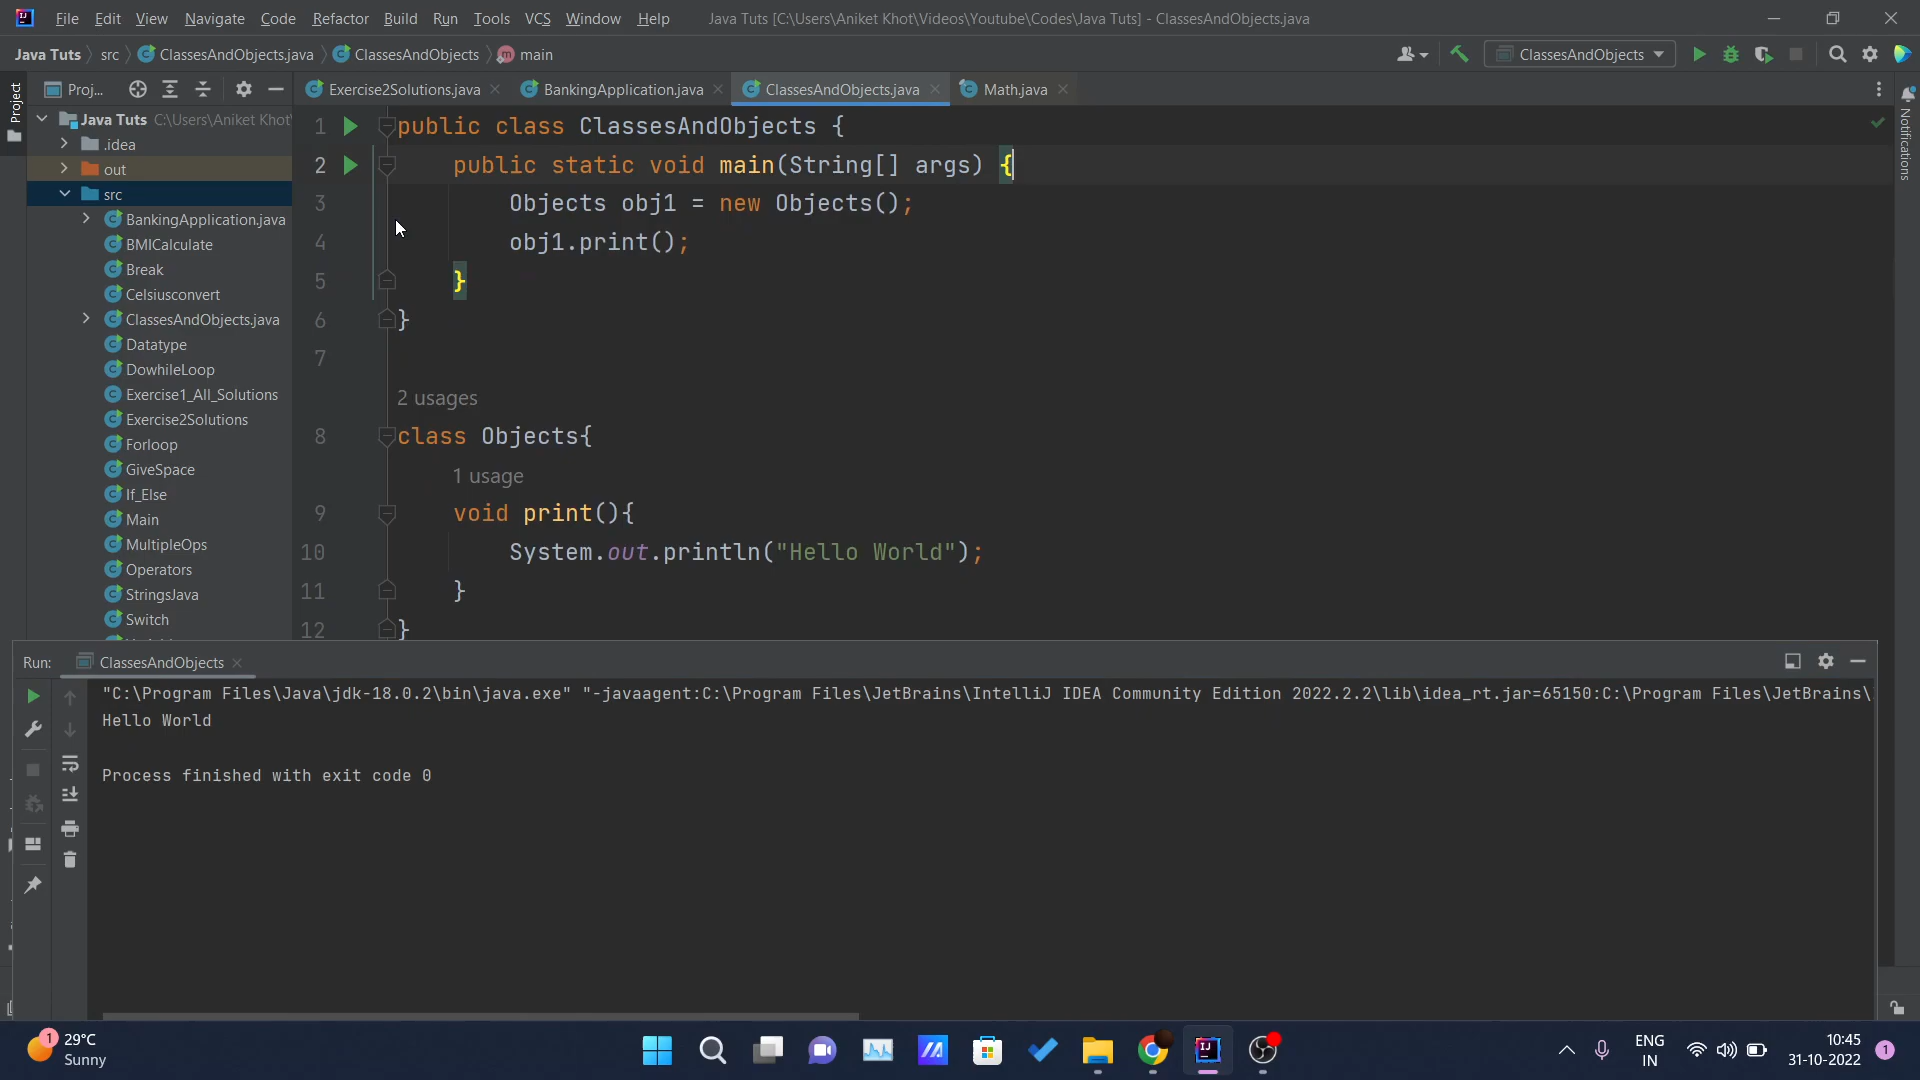 File Edit View Navigate Code Refactor Build Run Tools VCS Window Help Java Tuts [C:\Users\Aniket Khot\Videos\Youtube\Codes\Java Tuts] - ClassesAndObjects.java
Java Tuts src ClassesAndObjects.java ClassesAndObjects main ClassesAndObjects
Project
Proj...
Exercise2Solutions.java BankingApplication.java ClassesAndObjects.java Math.java
Notifications
Java Tuts C:\Users\Aniket Khot\
.idea
out
src
BankingApplication.java
BMICalculate
Break
Celsiusconvert
ClassesAndObjects.java
Datatype
DowhileLoop
Exercise1_All_Solutions
Exercise2Solutions
Forloop
GiveSpace
If_Else
Main
MultipleOps
Operators
StringsJava
Switch
1 public class ClassesAndObjects {
2 public static void main(String[] args) {
3 Objects obj1 = new Objects();
4 obj1.print();
5 }
6 }
7
2 usages
8 class Objects{
1 usage
9 void print(){
10 System.out.println("Hello World");
11 }
12 }
Run: ClassesAndObjects
"C:\Program Files\Java\jdk-18.0.2\bin\java.exe" "-javaagent:C:\Program Files\JetBrains\IntelliJ IDEA Community Edition 2022.2.2\lib\idea_rt.jar=65150:C:\Program Files\JetBrains\
Hello World
Process finished with exit code 0
1 29°C
Sunny
ENG
IN
10:45
31-10-2022
1